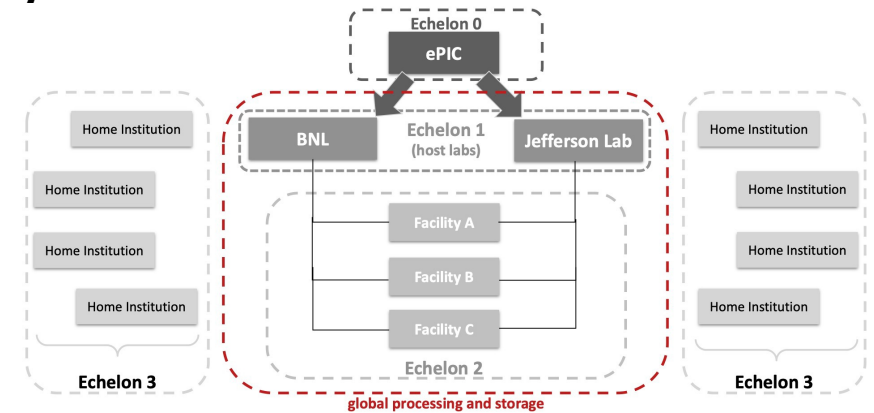 Echelon 0
ePIC
BNL
Echelon 1
(host labs)
Jefferson Lab
Facility A
Facility B
Facility C
Echelon 2
global processing and storage
Home Institution
Home Institution
Home Institution
Home Institution
Echelon 3
Home Institution
Home Institution
Home Institution
Home Institution
Echelon 3